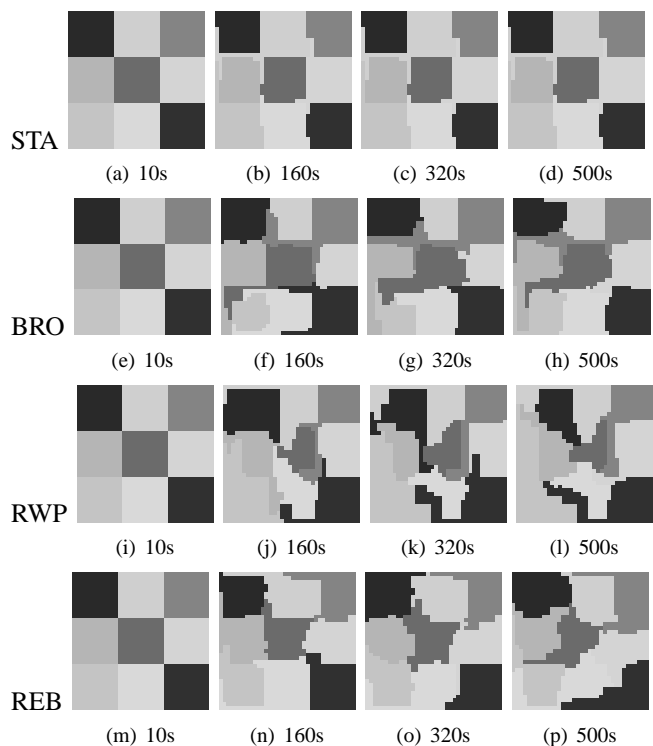 STA
(a) 10s (b) 160s (c) 320s (d) 500s
BRO
(e) 10s (f) 160s (g) 320s (h) 500s
RWP
(i) 10s (j) 160s (k) 320s (l) 500s
REB
(m) 10s (n) 160s (o) 320s (p) 500s